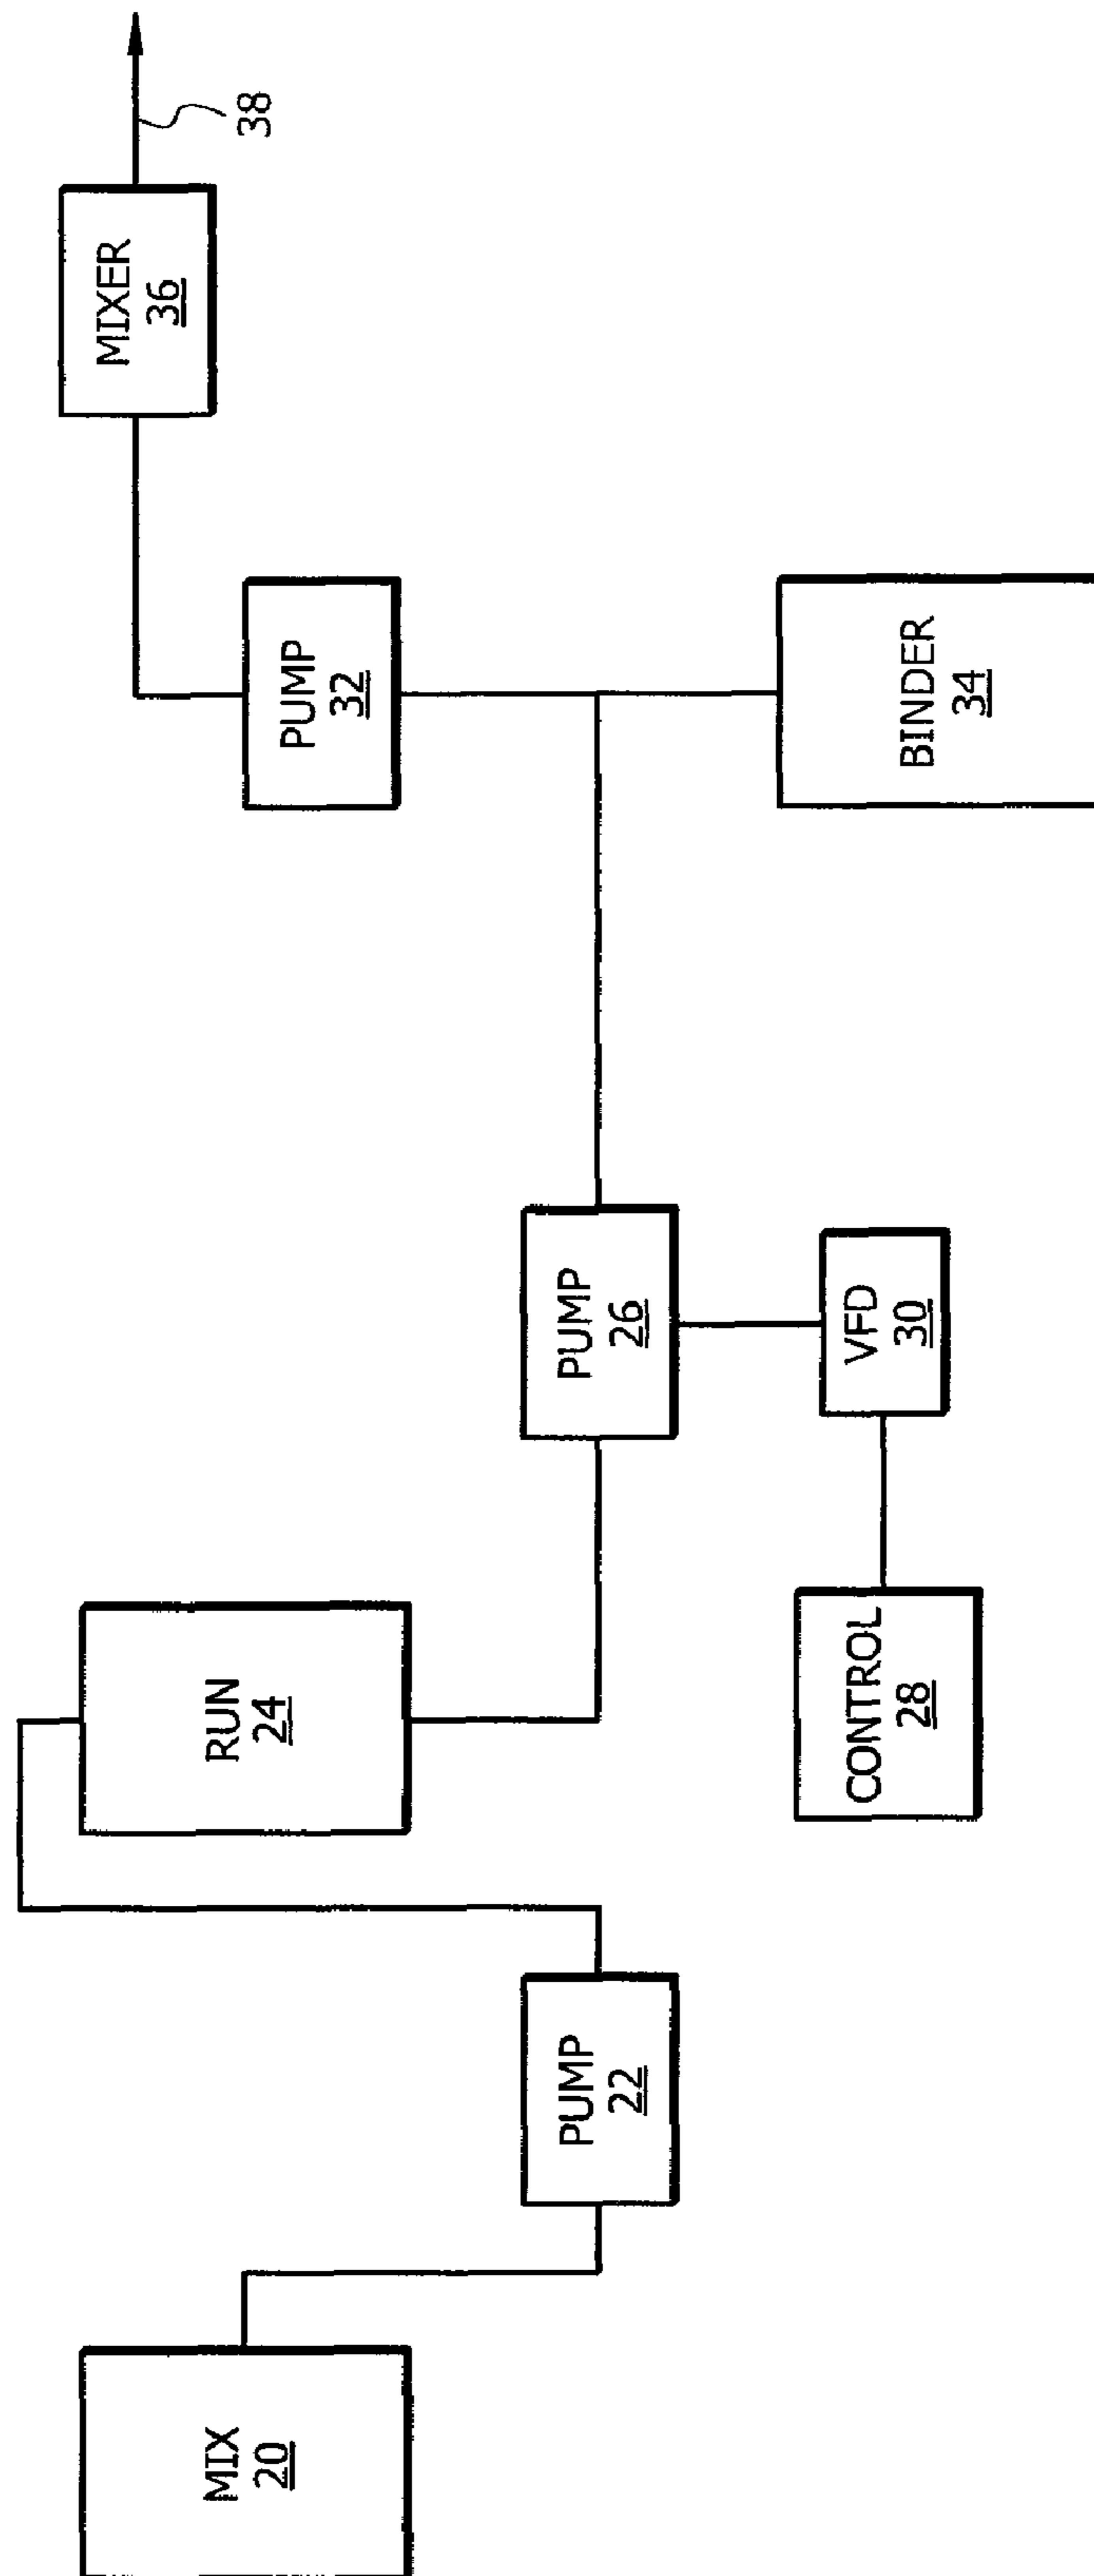 MIX
20
PUMP
22
RUN
24
CONTROL
28
PUMP
26
VFD
30
PUMP
32
BINDER
34
MIXER
36
38